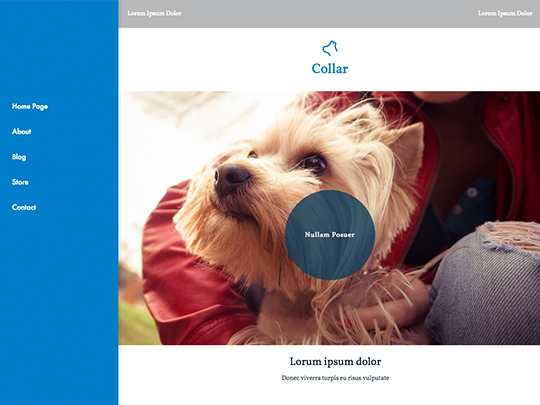 Lorem Ipsum Dolor
Lorem Ipsum Dolor
Collar
Home Page
About
Blog
Store
Contact
Nullam Posuer
Lorum ipsum dolor
Donec viverra turpis eu risus vulputate